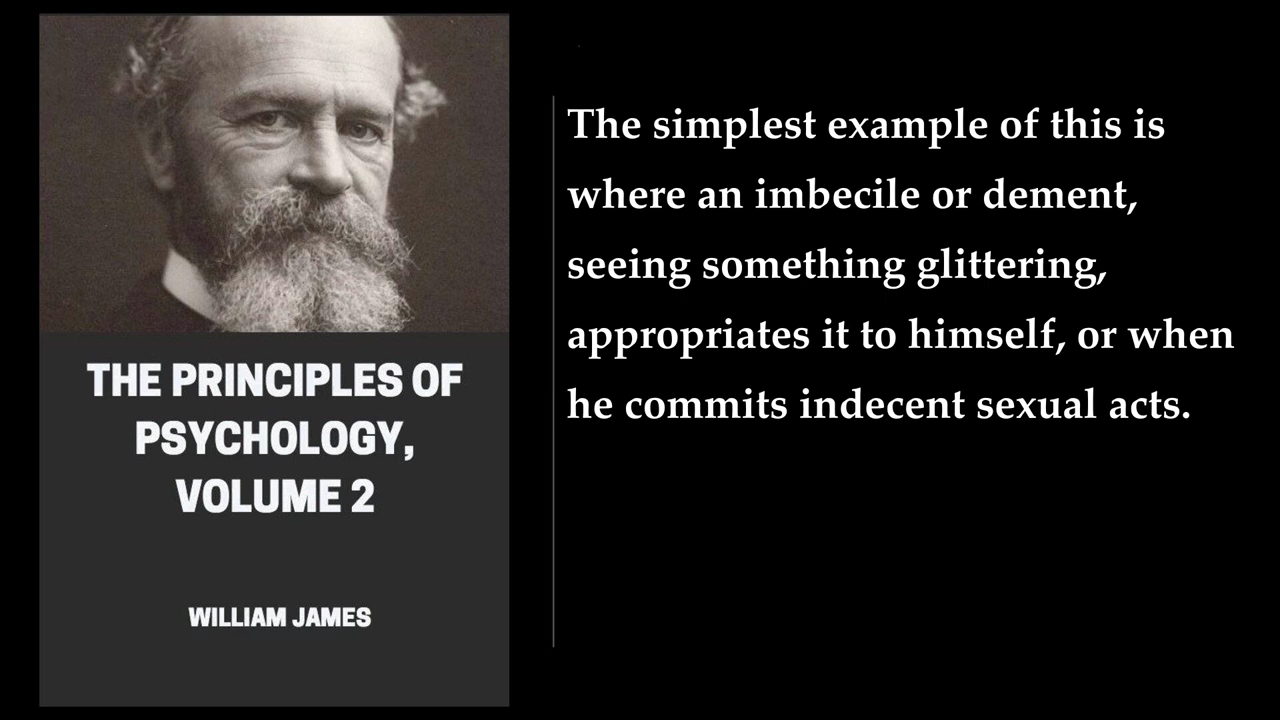 THE PRINCIPLES OF
PSYCHOLOGY,
VOLUME 2
WILLIAM JAMES
The simplest example of this is
where an imbecile or dement,
seeing something glittering,
appropriates it to himself, or when
he commits indecent sexual acts.